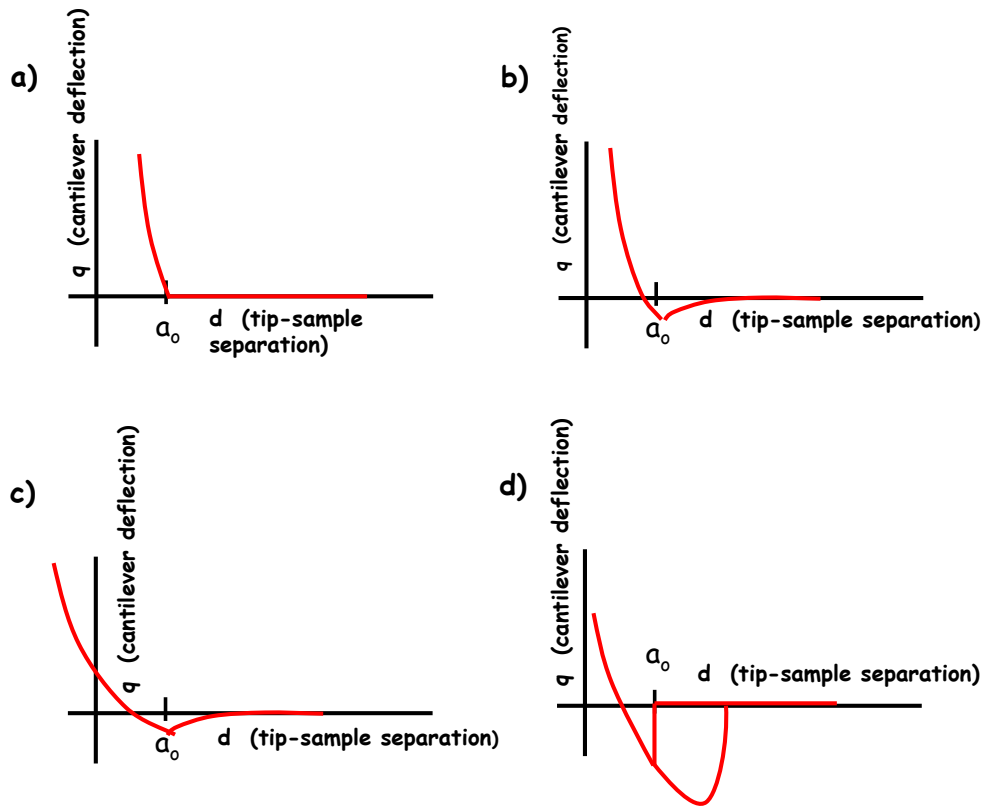 a)
q (cantilever deflection)
a₀
d (tip-sample
separation)
b)
q (cantilever deflection)
a₀
d (tip-sample separation)
c)
q (cantilever deflection)
a₀
d (tip-sample separation)
d)
q (cantilever deflection)
a₀
d (tip-sample separation)